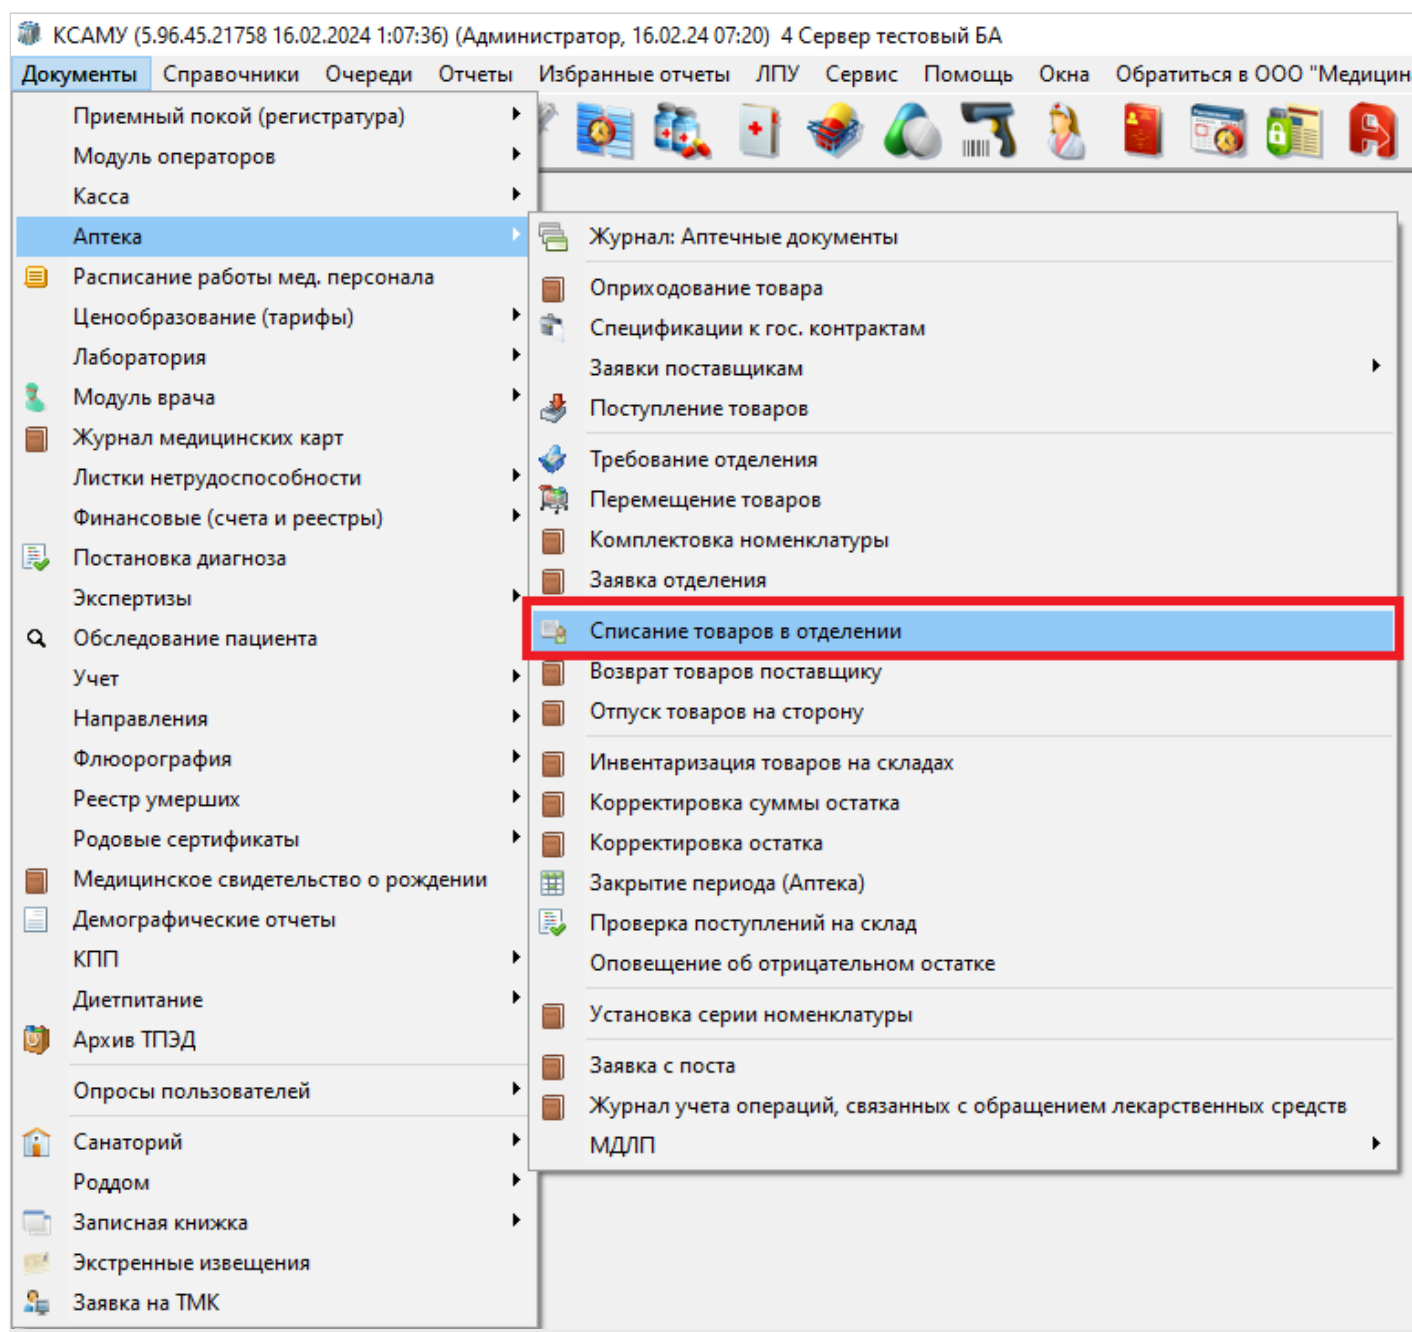 КСАМУ (5.96.45.21758 16.02.2024 1:07:36) (Администратор, 16.02.24 07:20) 4 Сервер тестовый БА
Документы Справочники Очереди Отчеты Избранные отчеты ЛПУ Сервис Помощь Окна Обратиться в ООО "Медицин
Приемный покой (регистратура)
Модуль операторов
Касса
Аптека
Расписание работы мед. персонала
Ценообразование (тарифы)
Лаборатория
Модуль врача
Журнал медицинских карт
Листки нетрудоспособности
Финансовые (счета и реестры)
Постановка диагноза
Экспертизы
Обследование пациента
Учет
Направления
Флюорография
Реестр умерших
Родовые сертификаты
Медицинское свидетельство о рождении
Демографические отчеты
КПП
Диетпитание
Архив ТПЭД
Опросы пользователей
Санаторий
Роддом
Записная книжка
Экстренные извещения
Заявка на ТМК
Журнал: Аптечные документы
Оприходование товара
Спецификации к гос. контрактам
Заявки поставщикам
Поступление товаров
Требование отделения
Перемещение товаров
Комплектовка номенклатуры
Заявка отделения
Списание товаров в отделении
Возврат товаров поставщику
Отпуск товаров на сторону
Инвентаризация товаров на складах
Корректировка суммы остатка
Корректировка остатка
Закрытие периода (Аптека)
Проверка поступлений на склад
Оповещение об отрицательном остатке
Установка серии номенклатуры
Заявка с поста
Журнал учета операций, связанных с обращением лекарственных средств
МДЛП